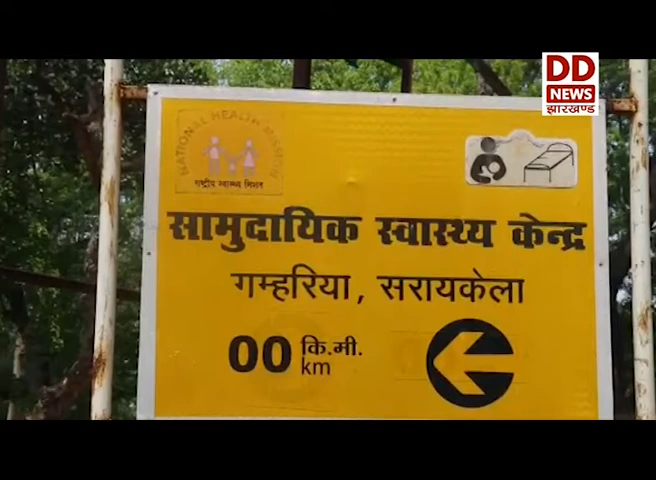 DD
NEWS
झारखण्ड
NATIONAL HEALTH MISSION
राष्ट्रीय स्वास्थ्य मिशन
सामुदायिक स्वास्थ्य केन्द्र
गम्हरिया, सरायकेला
00 कि.मी.
km